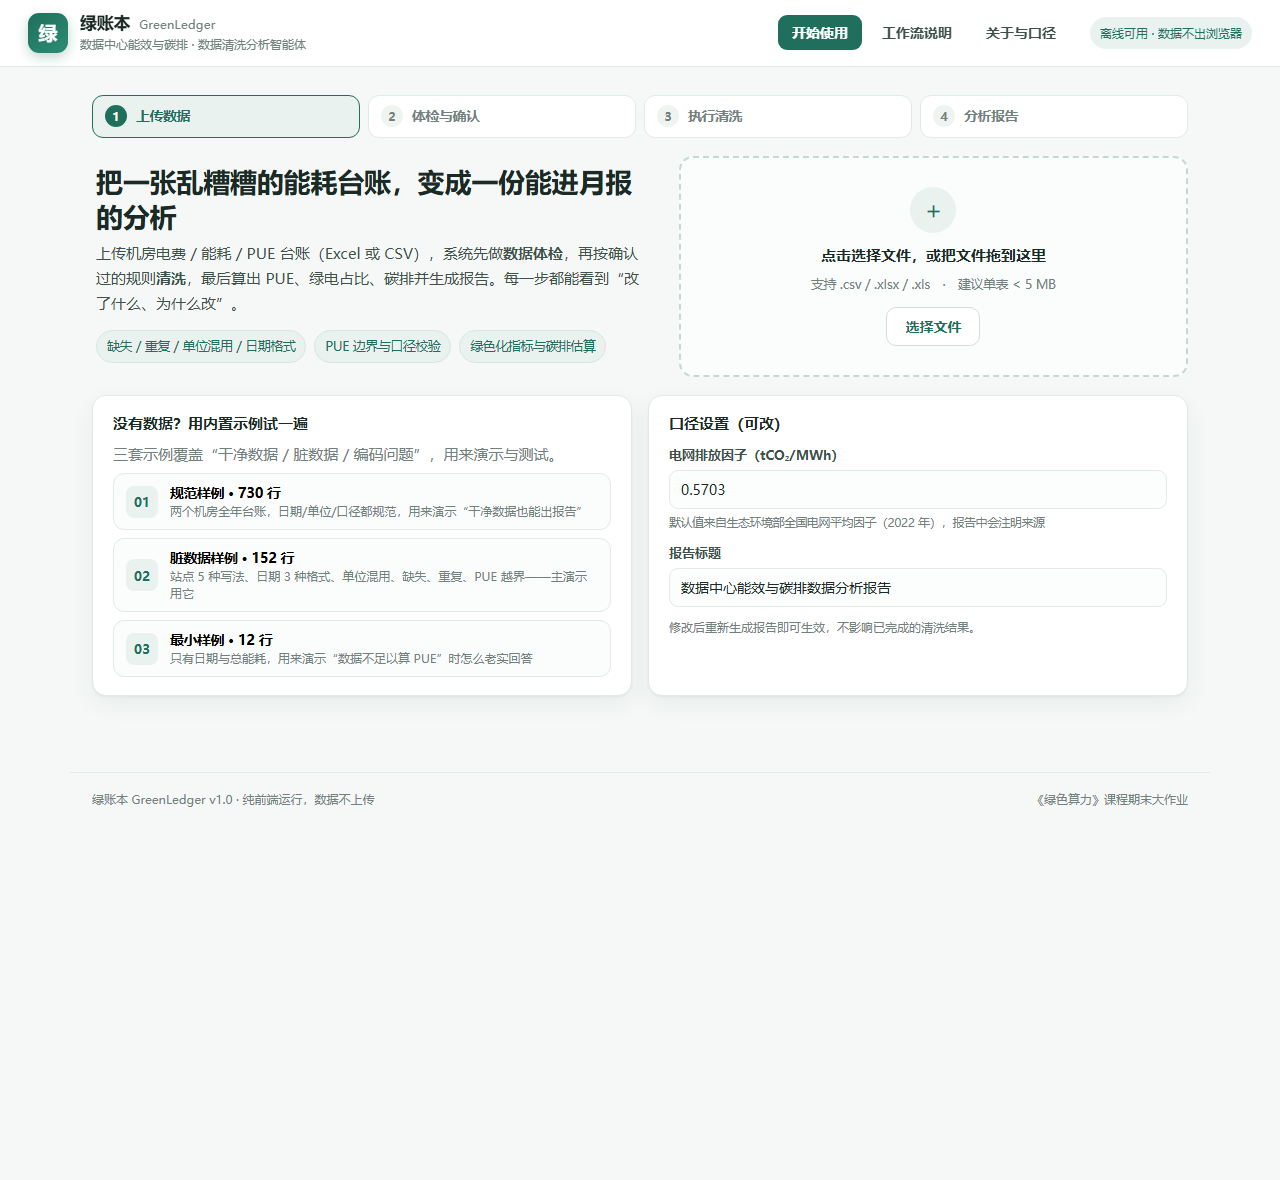 绿
绿账本 GreenLedger
数据中心能效与碳排 · 数据清洗分析智能体
开始使用
工作流说明
关于与口径
离线可用 · 数据不出浏览器
1 上传数据
2 体检与确认
3 执行清洗
4 分析报告
把一张乱糟糟的能耗台账，变成一份能进月报
的分析
上传机房电费 / 能耗 / PUE 台账（Excel 或 CSV），系统先做数据体检，再按确认
过的规则清洗，最后算出 PUE、绿电占比、碳排并生成报告。每一步都能看到“改
了什么、为什么改”。
缺失 / 重复 / 单位混用 / 日期格式
PUE 边界与口径校验
绿色化指标与碳排估算
+
点击选择文件，或把文件拖到这里
支持 .csv / .xlsx / .xls · 建议单表 < 5 MB
选择文件
没有数据？用内置示例试一遍
三套示例覆盖“干净数据 / 脏数据 / 编码问题”，用来演示与测试。
01
规范样例 • 730 行
两个机房全年台账，日期/单位/口径都规范，用来演示“干净数据也能出报告”
02
脏数据样例 • 152 行
站点 5 种写法、日期 3 种格式、单位混用、缺失、重复、PUE 越界——主演示
用它
03
最小样例 • 12 行
只有日期与总能耗，用来演示“数据不足以算 PUE”时怎么老实回答
口径设置（可改）
电网排放因子（tCO₂/MWh）
0.5703
默认值来自生态环境部全国电网平均因子（2022 年），报告中会注明来源
报告标题
数据中心能效与碳排数据分析报告
修改后重新生成报告即可生效，不影响已完成的清洗结果。
绿账本 GreenLedger v1.0 · 纯前端运行，数据不上传
《绿色算力》课程期末大作业